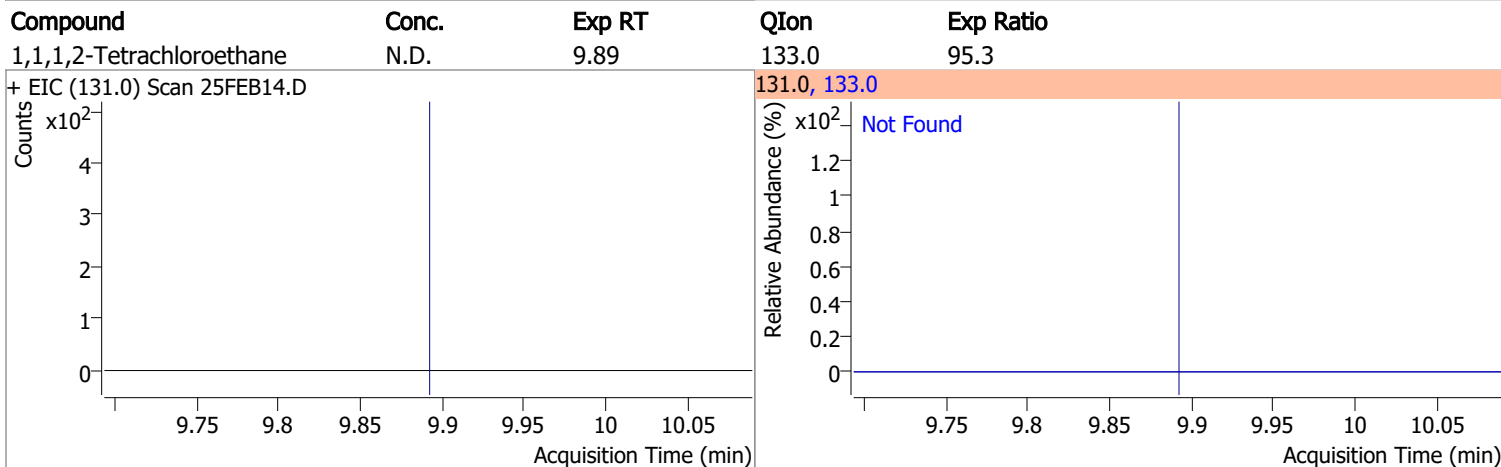 Compound Conc. Exp RT QIon Exp Ratio
1,1,1,2-Tetrachloroethane N.D. 9.89 133.0 95.3
+ EIC (131.0) Scan 25FEB14.D
Counts
x10²
4
3
2
1
0
9.75 9.8 9.85 9.9 9.95 10 10.05
Acquisition Time (min)
131.0, 133.0
Relative Abundance (%)
x10²
Not Found
1.2
1
0.8
0.6
0.4
0.2
0
9.75 9.8 9.85 9.9 9.95 10 10.05
Acquisition Time (min)